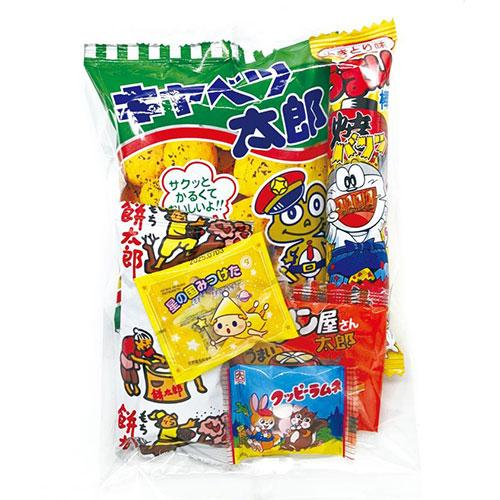 キャベツ
太郎
サクッと
かるくて
おいしいよ!!
やきとり味
うまい棒
もち
餅太郎
星の星みつけた
ン屋さん
太郎
餅太郎
もち
餅
クッピーラムネ